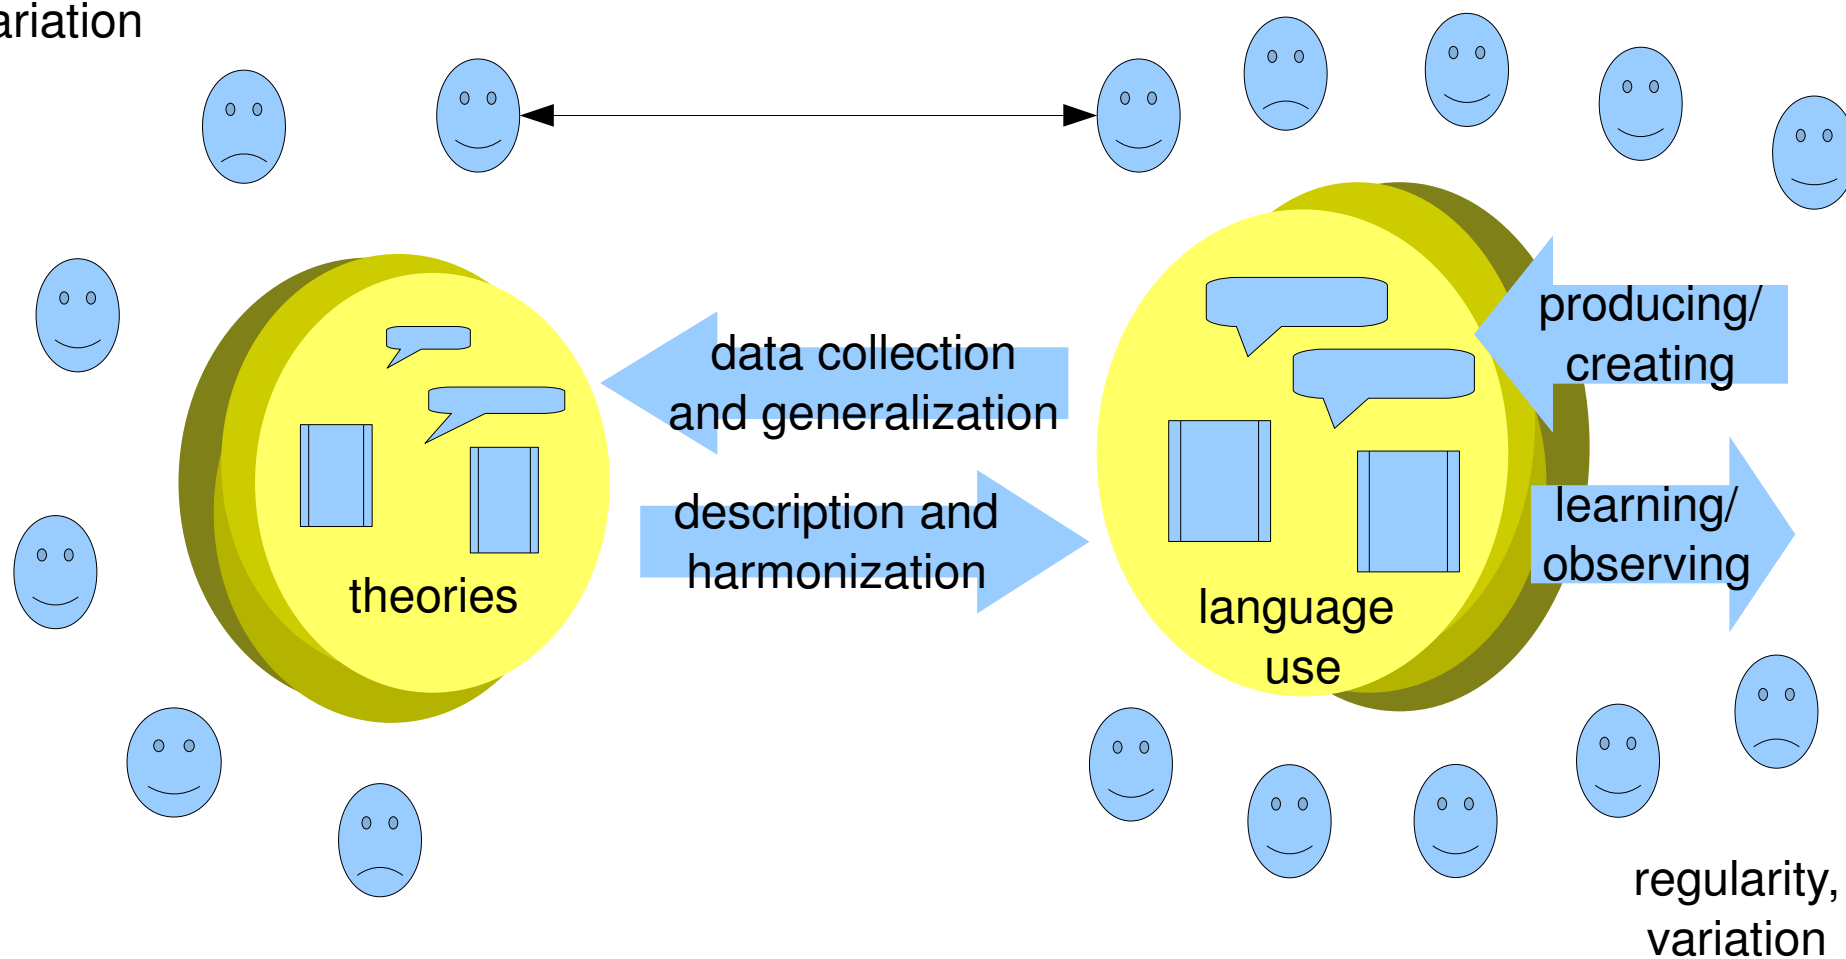 ariation
data collection
and generalization
description and
harmonization
theories
producing/
creating
learning/
observing
language
use
regularity,
variation